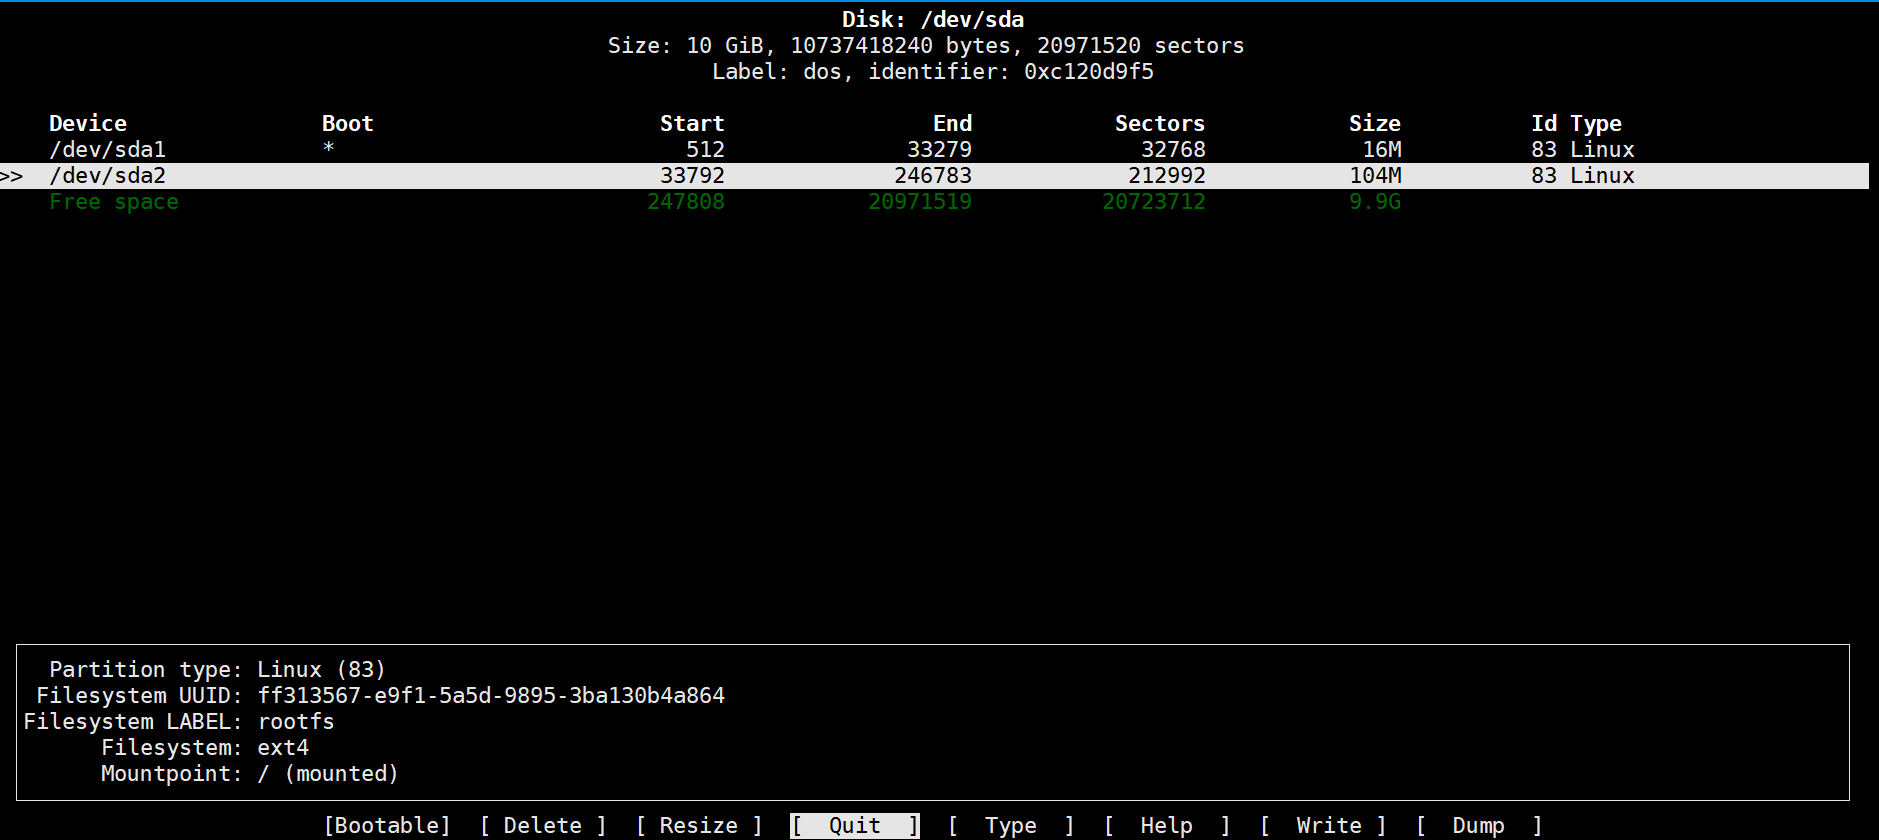 Disk: /dev/sda
Size: 10 GiB, 10737418240 bytes, 20971520 sectors
Label: dos, identifier: 0xc120d9f5
Device Boot Start End Sectors Size Id Type
/dev/sda1 * 512 33279 32768 16M 83 Linux
>> /dev/sda2 33792 246783 212992 104M 83 Linux
Free space 247808 20971519 20723712 9.9G
Partition type: Linux (83)
Filesystem UUID: ff313567-e9f1-5a5d-9895-3ba130b4a864
Filesystem LABEL: rootfs
Filesystem: ext4
Mountpoint: / (mounted)
[Bootable] [ Delete ] [ Resize ] [ Quit ] [ Type ] [ Help ] [ Write ] [ Dump ]